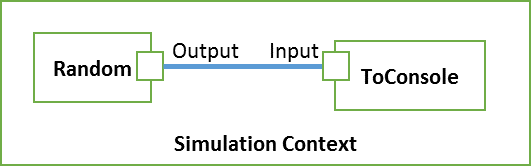 Output Input
Random
ToConsole
Simulation Context